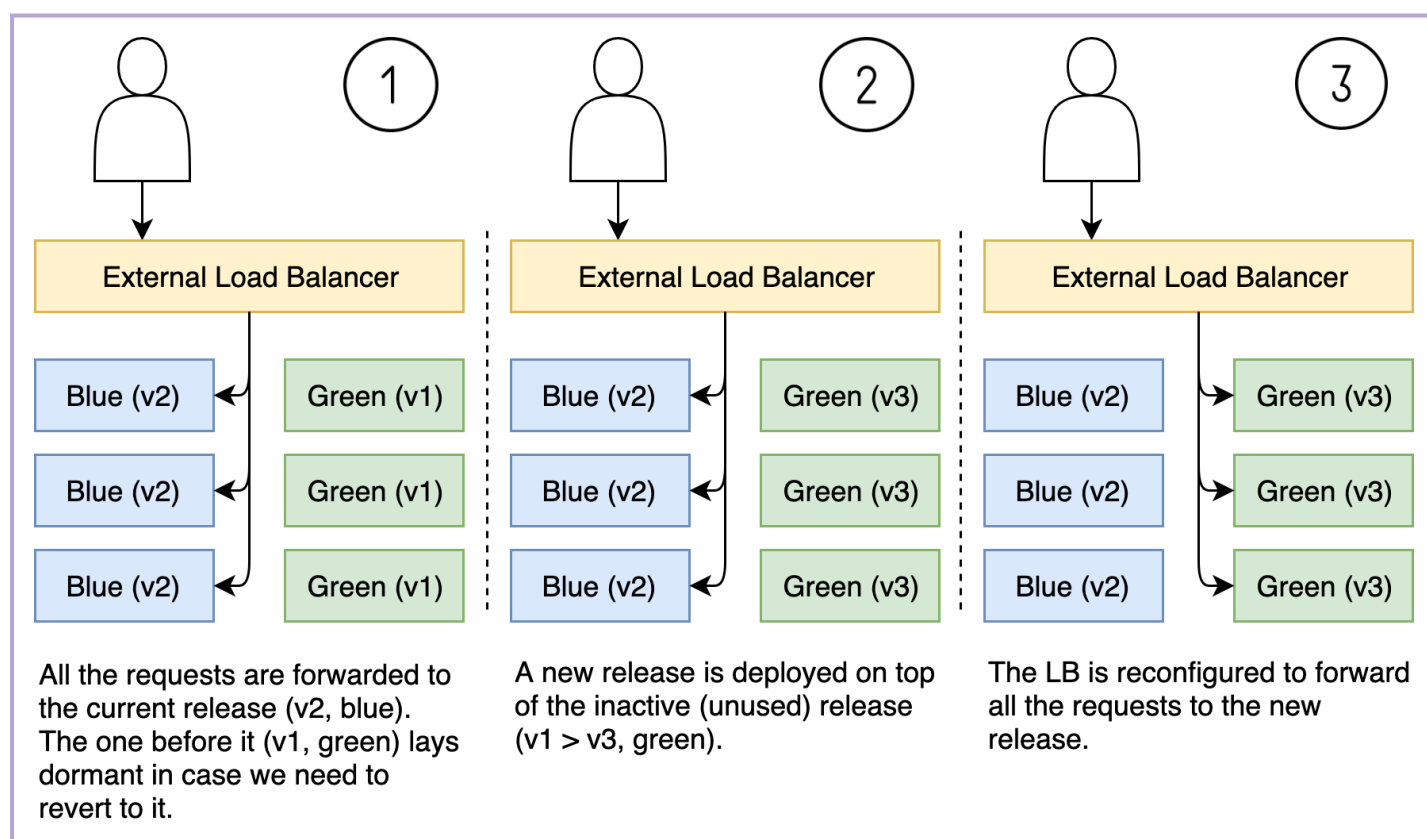 1
External Load Balancer
Blue (v2)
Green (v1)
Blue (v2)
Green (v1)
Blue (v2)
Green (v1)
All the requests are forwarded to
the current release (v2, blue).
The one before it (v1, green) lays
dormant in case we need to
revert to it.
2
External Load Balancer
Blue (v2)
Green (v3)
Blue (v2)
Green (v3)
Blue (v2)
Green (v3)
A new release is deployed on top
of the inactive (unused) release
(v1 > v3, green).
3
External Load Balancer
Blue (v2)
Green (v3)
Blue (v2)
Green (v3)
Blue (v2)
Green (v3)
The LB is reconfigured to forward
all the requests to the new
release.